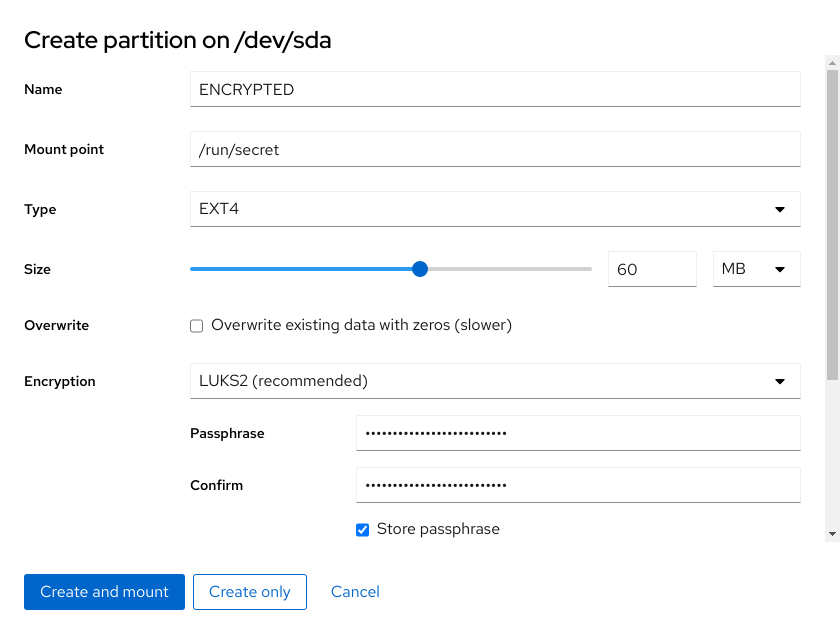 Create partition on /dev/sda
Name ENCRYPTED
Mount point /run/secret
Type EXT4
Size 60 MB
Overwrite Overwrite existing data with zeros (slower)
Encryption LUKS2 (recommended)
Passphrase ••••••••••••••••••••••••••
Confirm ••••••••••••••••••••••••••
Store passphrase
Create and mount Create only Cancel